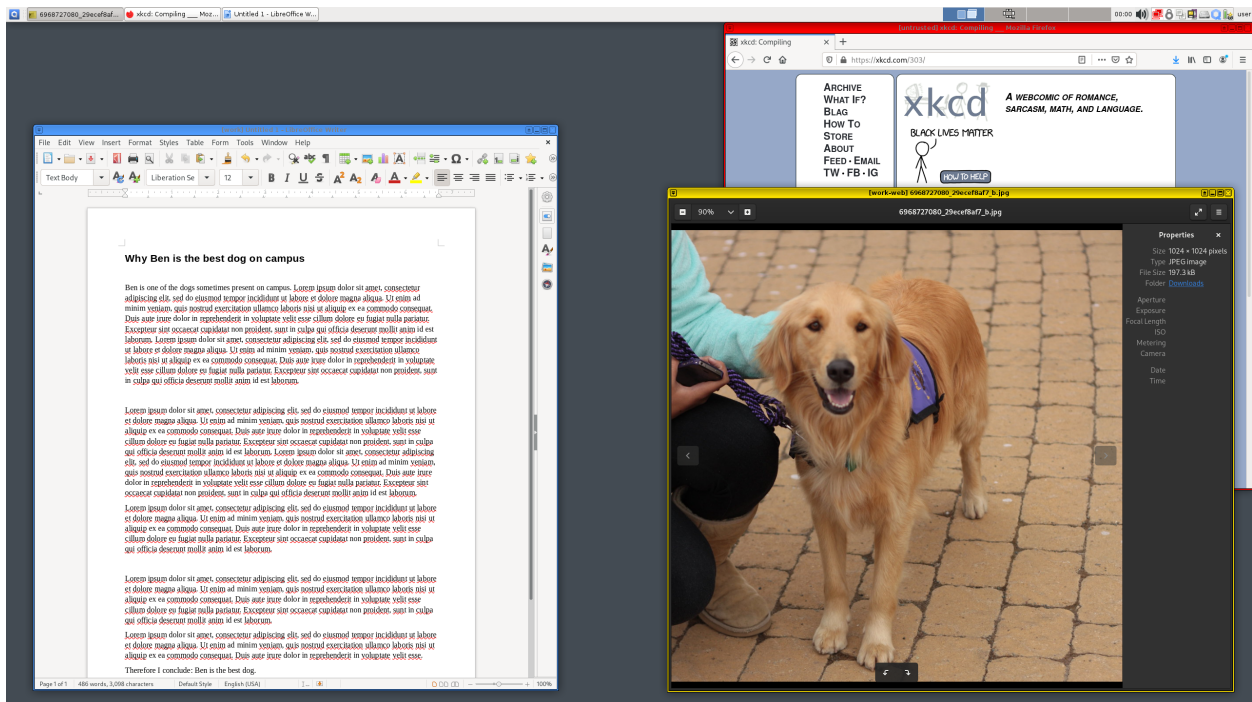 6968727080_29ecef8af...
xkcd: Compiling ___ Moz...
Untitled 1 - LibreOffice W...
00:00
user
File Edit View Insert Format Styles Table Form Tools Window Help
Text Body
Liberation Se
12
Why Ben is the best dog on campus
Ben is one of the dogs sometimes present on campus. Lorem ipsum dolor sit amet, consectetur
adipiscing elit, sed do eiusmod tempor incididunt ut labore et dolore magna aliqua. Ut enim ad
minim veniam, quis nostrud exercitation ullamco laboris nisi ut aliquip ex ea commodo consequat.
Duis aute irure dolor in reprehenderit in voluptate velit esse cillum dolore eu fugiat nulla pariatur.
Excepteur sint occaecat cupidatat non proident, sunt in culpa qui officia deserunt mollit anim id est
laborum. Lorem ipsum dolor sit amet, consectetur adipiscing elit, sed do eiusmod tempor incididunt
ut labore et dolore magna aliqua. Ut enim ad minim veniam, quis nostrud exercitation ullamco
laboris nisi ut aliquip ex ea commodo consequat. Duis aute irure dolor in reprehenderit in voluptate
velit esse cillum dolore eu fugiat nulla pariatur. Excepteur sint occaecat cupidatat non proident, sunt
in culpa qui officia deserunt mollit anim id est laborum.
Lorem ipsum dolor sit amet, consectetur adipiscing elit, sed do eiusmod tempor incididunt ut labore
et dolore magna aliqua. Ut enim ad minim veniam, quis nostrud exercitation ullamco laboris nisi ut
aliquip ex ea commodo consequat. Duis aute irure dolor in reprehenderit in voluptate velit esse
cillum dolore eu fugiat nulla pariatur. Excepteur sint occaecat cupidatat non proident, sunt in culpa
qui officia deserunt mollit anim id est laborum. Lorem ipsum dolor sit amet, consectetur adipiscing
elit, sed do eiusmod tempor incididunt ut labore et dolore magna aliqua. Ut enim ad minim veniam,
quis nostrud exercitation ullamco laboris nisi ut aliquip ex ea commodo consequat. Duis aute irure
dolor in reprehenderit in voluptate velit esse cillum dolore eu fugiat nulla pariatur. Excepteur sint
occaecat cupidatat non proident, sunt in culpa qui officia deserunt mollit anim id est laborum.
Lorem ipsum dolor sit amet, consectetur adipiscing elit, sed do eiusmod tempor incididunt ut labore
et dolore magna aliqua. Ut enim ad minim veniam, quis nostrud exercitation ullamco laboris nisi ut
aliquip ex ea commodo consequat. Duis aute irure dolor in reprehenderit in voluptate velit esse
cillum dolore eu fugiat nulla pariatur. Excepteur sint occaecat cupidatat non proident, sunt in culpa
qui officia deserunt mollit anim id est laborum.
Lorem ipsum dolor sit amet, consectetur adipiscing elit, sed do eiusmod tempor incididunt ut labore
et dolore magna aliqua. Ut enim ad minim veniam, quis nostrud exercitation ullamco laboris nisi ut
aliquip ex ea commodo consequat. Duis aute irure dolor in reprehenderit in voluptate velit esse
cillum dolore eu fugiat nulla pariatur. Excepteur sint occaecat cupidatat non proident, sunt in culpa
qui officia deserunt mollit anim id est laborum.
Lorem ipsum dolor sit amet, consectetur adipiscing elit, sed do eiusmod tempor incididunt ut labore
et dolore magna aliqua. Ut enim ad minim veniam, quis nostrud exercitation ullamco laboris nisi ut
aliquip ex ea commodo consequat. Duis aute irure dolor in reprehenderit in voluptate velit esse.
Therefore I conclude: Ben is the best dog.
Page 1 of 1 486 words, 3,098 characters Default Style English (USA) 100%
[untrusted] xkcd: Compiling ___ Mozilla Firefox
xkcd: Compiling
https://xkcd.com/303/
ARCHIVE
WHAT IF?
BLAG
HOW TO
STORE
ABOUT
FEED • EMAIL
TW • FB • IG
xkcd
A WEBCOMIC OF ROMANCE,
SARCASM, MATH, AND LANGUAGE.
BLACK LIVES MATTER
HOW TO HELP
[work-web] 6968727080_29ecef8af7_b.jpg
90%
6968727080_29ecef8af7_b.jpg
Properties
Size 1024 × 1024 pixels
Type JPEG image
File Size 197.3 kB
Folder Downloads
Aperture
Exposure
Focal Length
ISO
Metering
Camera
Date
Time